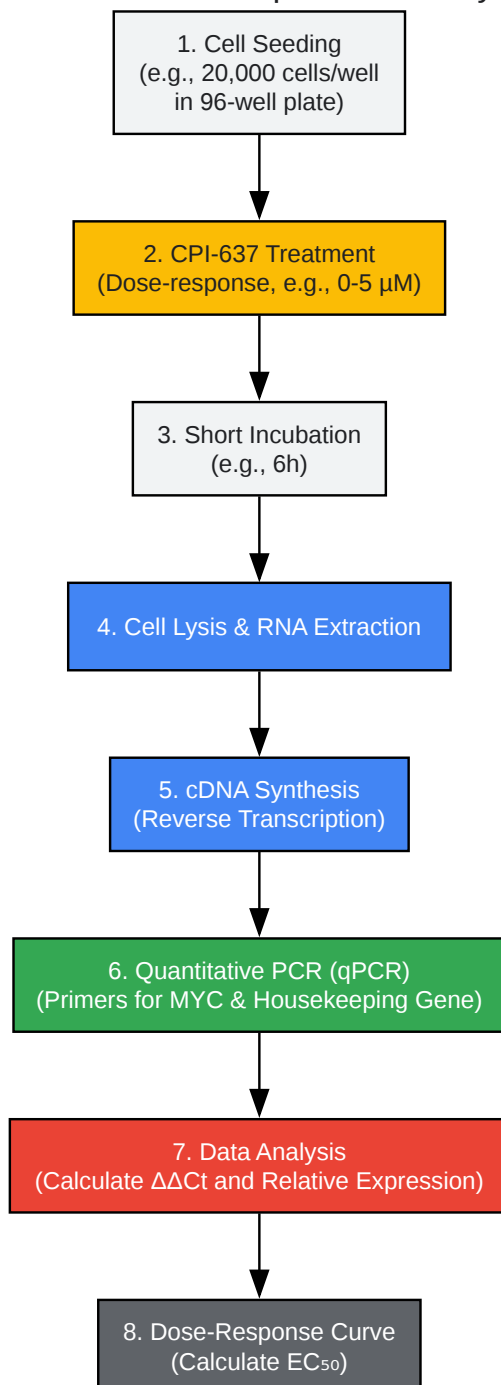 1. Cell Seeding
(e.g., 20,000 cells/well
in 96-well plate)
2. CPI-637 Treatment
(Dose-response, e.g., 0-5 µM)
3. Short Incubation
(e.g., 6h)
4. Cell Lysis & RNA Extraction
5. cDNA Synthesis
(Reverse Transcription)
6. Quantitative PCR (qPCR)
(Primers for MYC & Housekeeping Gene)
7. Data Analysis
(Calculate ΔΔCt and Relative Expression)
8. Dose-Response Curve
(Calculate EC₅₀)